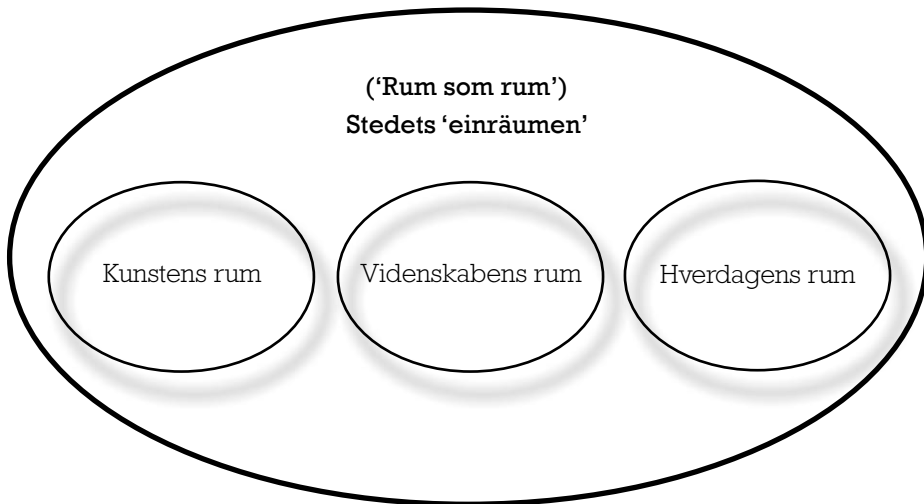 (‘Rum som rum’)
Stedets ‘einräumen’
Kunstens rum
Videnskabens rum
Hverdagens rum